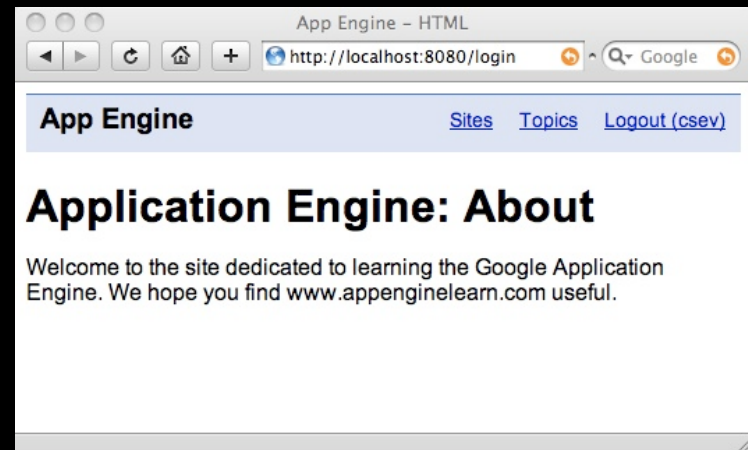 App Engine – HTML
http://localhost:8080/login
Google
App Engine
Sites Topics Logout (csev)
Application Engine: About
Welcome to the site dedicated to learning the Google Application
Engine. We hope you find www.appenginelearn.com useful.